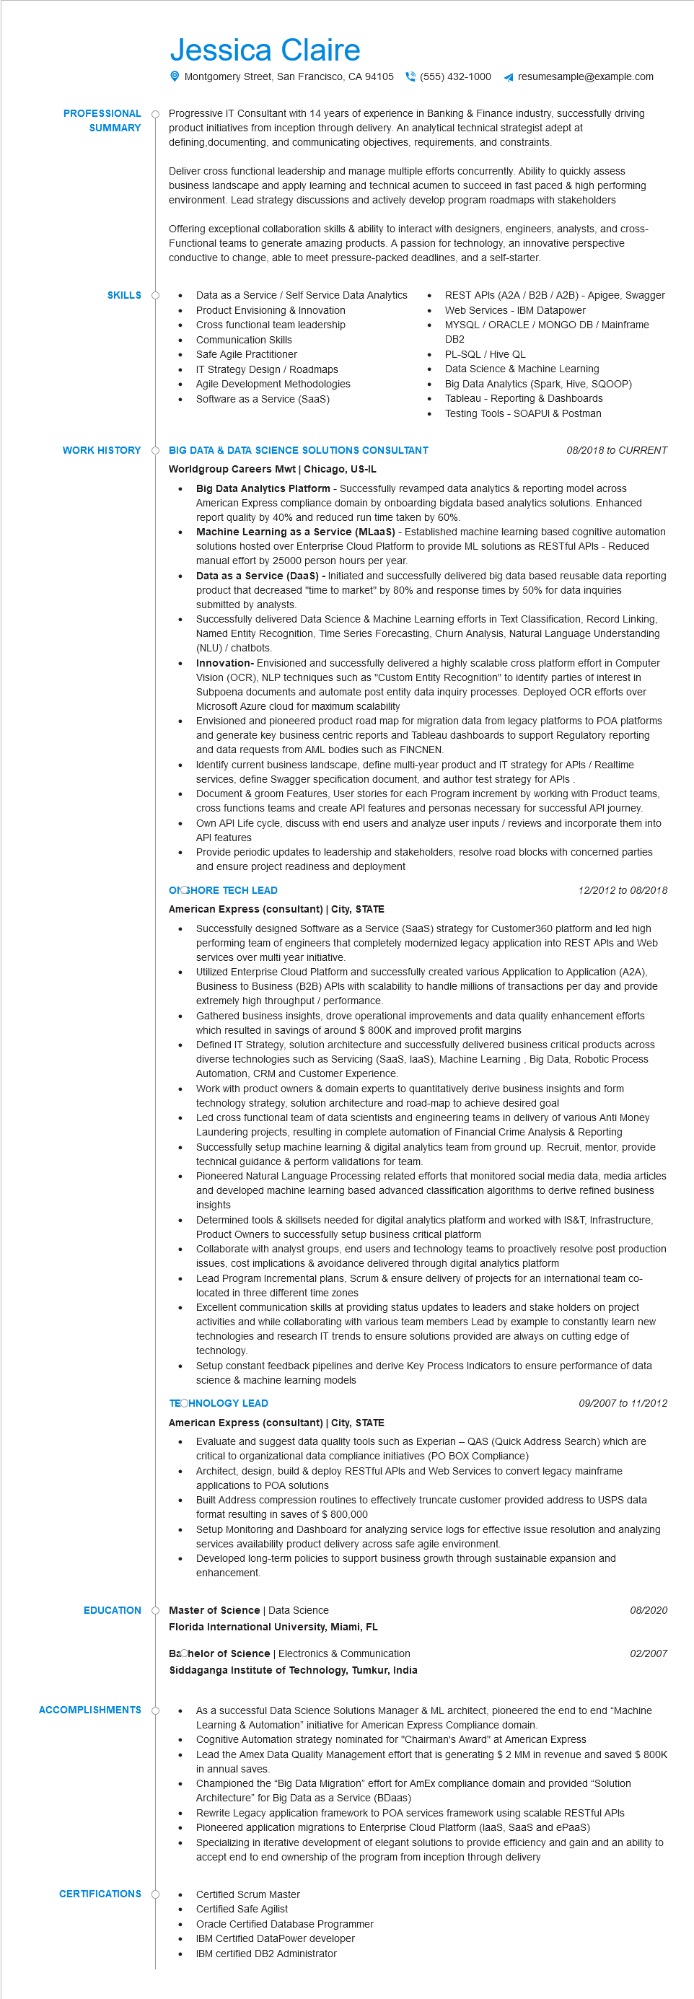 Jessica Claire
Montgomery Street, San Francisco, CA 94105 (555) 432-1000 resumesample@example.com
PROFESSIONAL SUMMARY
Progressive IT Consultant with 14 years of experience in Banking & Finance industry, successfully driving
product initiatives from inception through delivery. An analytical technical strategist adept at
defining,documenting, and communicating objectives, requirements, and constraints.
Deliver cross functional leadership and manage multiple efforts concurrently. Ability to quickly assess
business landscape and apply learning and technical acumen to succeed in fast paced & high performing
environment. Lead strategy discussions and actively develop program roadmaps with stakeholders
Offering exceptional collaboration skills & ability to interact with designers, engineers, analysts, and cross-
Functional teams to generate amazing products. A passion for technology, an innovative perspective
conductive to change, able to meet pressure-packed deadlines, and a self-starter.
SKILLS
• Data as a Service / Self Service Data Analytics
• Product Envisioning & Innovation
• Cross functional team leadership
• Communication Skills
• Safe Agile Practitioner
• IT Strategy Design / Roadmaps
• Agile Development Methodologies
• Software as a Service (SaaS)
• REST APIs (A2A / B2B / A2B) - Apigee, Swagger
• Web Services - IBM Datapower
• MYSQL / ORACLE / MONGO DB / Mainframe
DB2
• PL-SQL / Hive QL
• Data Science & Machine Learning
• Big Data Analytics (Spark, Hive, SQOOP)
• Tableau - Reporting & Dashboards
• Testing Tools - SOAPUI & Postman
WORK HISTORY
BIG DATA & DATA SCIENCE SOLUTIONS CONSULTANT 08/2018 to CURRENT
Worldgroup Careers Mwt | Chicago, US-IL
• Big Data Analytics Platform - Successfully revamped data analytics & reporting model across
American Express compliance domain by onboarding bigdata based analytics solutions. Enhanced
report quality by 40% and reduced run time taken by 60%.
• Machine Learning as a Service (MLaaS) - Established machine learning based cognitive automation
solutions hosted over Enterprise Cloud Platform to provide ML solutions as RESTful APIs - Reduced
manual effort by 25000 person hours per year.
• Data as a Service (DaaS) - Initiated and successfully delivered big data based reusable data reporting
product that decreased "time to market" by 80% and response times by 50% for data inquiries
submitted by analysts.
• Successfully delivered Data Science & Machine Learning efforts in Text Classification, Record Linking,
Named Entity Recognition, Time Series Forecasting, Churn Analysis, Natural Language Understanding
(NLU) / chatbots.
• Innovation- Envisioned and successfully delivered a highly scalable cross platform effort in Computer
Vision (OCR), NLP techniques such as "Custom Entity Recognition" to identify parties of interest in
Subpoena documents and automate post entity data inquiry processes. Deployed OCR efforts over
Microsoft Azure cloud for maximum scalability
• Envisioned and pioneered product road map for migration data from legacy platforms to POA platforms
and generate key business centric reports and Tableau dashboards to support Regulatory reporting
and data requests from AML bodies such as FINCNEN.
• Identify current business landscape, define multi-year product and IT strategy for APIs / Realtime
services, define Swagger specification document, and author test strategy for APIs .
• Document & groom Features, User stories for each Program increment by working with Product teams,
cross functions teams and create API features and personas necessary for successful API journey.
• Own API Life cycle, discuss with end users and analyze user inputs / reviews and incorporate them into
API features
• Provide periodic updates to leadership and stakeholders, resolve road blocks with concerned parties
and ensure project readiness and deployment
TECH LEAD 12/2012 to 08/2018
American Express (consultant) | City, STATE
• Successfully designed Software as a Service (SaaS) strategy for Customer360 platform and led high
performing team of engineers that completely modernized legacy application into REST APIs and Web
services over multi year initiative.
• Utilized Enterprise Cloud Platform and successfully created various Application to Application (A2A),
Business to Business (B2B) APIs with scalability to handle millions of transactions per day and provide
extremely high throughput / performance.
• Gathered business insights, drove operational improvements and data quality enhancement efforts
which resulted in savings of around $ 800K and improved profit margins
• Defined IT Strategy, solution architecture and successfully delivered business critical products across
diverse technologies such as Servicing (SaaS, IaaS), Machine Learning , Big Data, Robotic Process
Automation, CRM and Customer Experience.
• Work with product owners & domain experts to quantitatively derive business insights and form
technology strategy, solution architecture and road-map to achieve desired goal
• Led cross functional team of data scientists and engineering teams in delivery of various Anti Money
Laundering projects, resulting in complete automation of Financial Crime Analysis & Reporting
• Successfully setup machine learning & digital analytics team from ground up. Recruit, mentor, provide
technical guidance & perform validations for team.
• Pioneered Natural Language Processing related efforts that monitored social media data, media articles
and developed machine learning based advanced classification algorithms to derive refined business
insights
• Determined tools & skillsets needed for digital analytics platform and worked with IS&T, Infrastructure,
Product Owners to successfully setup business critical platform
• Collaborate with analyst groups, end users and technology teams to proactively resolve post production
issues, cost implications & avoidance delivered through digital analytics platform
• Lead Program Incremental plans, Scrum & ensure delivery of projects for an international team co-
located in three different time zones
• Excellent communication skills at providing status updates to leaders and stake holders on project
activities and while collaborating with various team members Lead by example to constantly learn new
technologies and research IT trends to ensure solutions provided are always on cutting edge of
technology.
• Setup constant feedback pipelines and derive Key Process Indicators to ensure performance of data
science & machine learning models
TECHNOLOGY LEAD 09/2007 to 11/2012
American Express (consultant) | City, STATE
• Evaluate and suggest data quality tools such as Experian – QAS (Quick Address Search) which are
critical to organizational data compliance initiatives (PO BOX Compliance)
• Architect, design, build & deploy RESTful APIs and Web Services to convert legacy mainframe
applications to POA solutions
• Built Address compression routines to effectively truncate customer provided address to USPS data
format resulting in saves of $ 800,000
• Setup Monitoring and Dashboard for analyzing service logs for effective issue resolution and analyzing
services availability product delivery across safe agile environment.
• Developed long-term policies to support business growth through sustainable expansion and
enhancement.
EDUCATION
Master of Science | Data Science 08/2020
Florida International University, Miami, FL
Bachelor of Science | Electronics & Communication 02/2007
Siddaganga Institute of Technology, Tumkur, India
ACCOMPLISHMENTS
• As a successful Data Science Solutions Manager & ML architect, pioneered the end to end “Machine
Learning & Automation” initiative for American Express Compliance domain.
• Cognitive Automation strategy nominated for "Chairman's Award" at American Express
• Lead the Amex Data Quality Management effort that is generating $ 2 MM in revenue and saved $ 800K
in annual saves.
• Championed the “Big Data Migration” effort for AmEx compliance domain and provided “Solution
Architecture” for Big Data as a Service (BDaas)
• Rewrite Legacy application framework to POA services framework using scalable RESTful APIs
• Pioneered application migrations to Enterprise Cloud Platform (IaaS, SaaS and ePaaS)
• Specializing in iterative development of elegant solutions to provide efficiency and gain and an ability to
accept end to end ownership of the program from inception through delivery
CERTIFICATIONS
• Certified Scrum Master
• Certified Safe Agilist
• Oracle Certified Database Programmer
• IBM Certified DataPower developer
• IBM certified DB2 Administrator